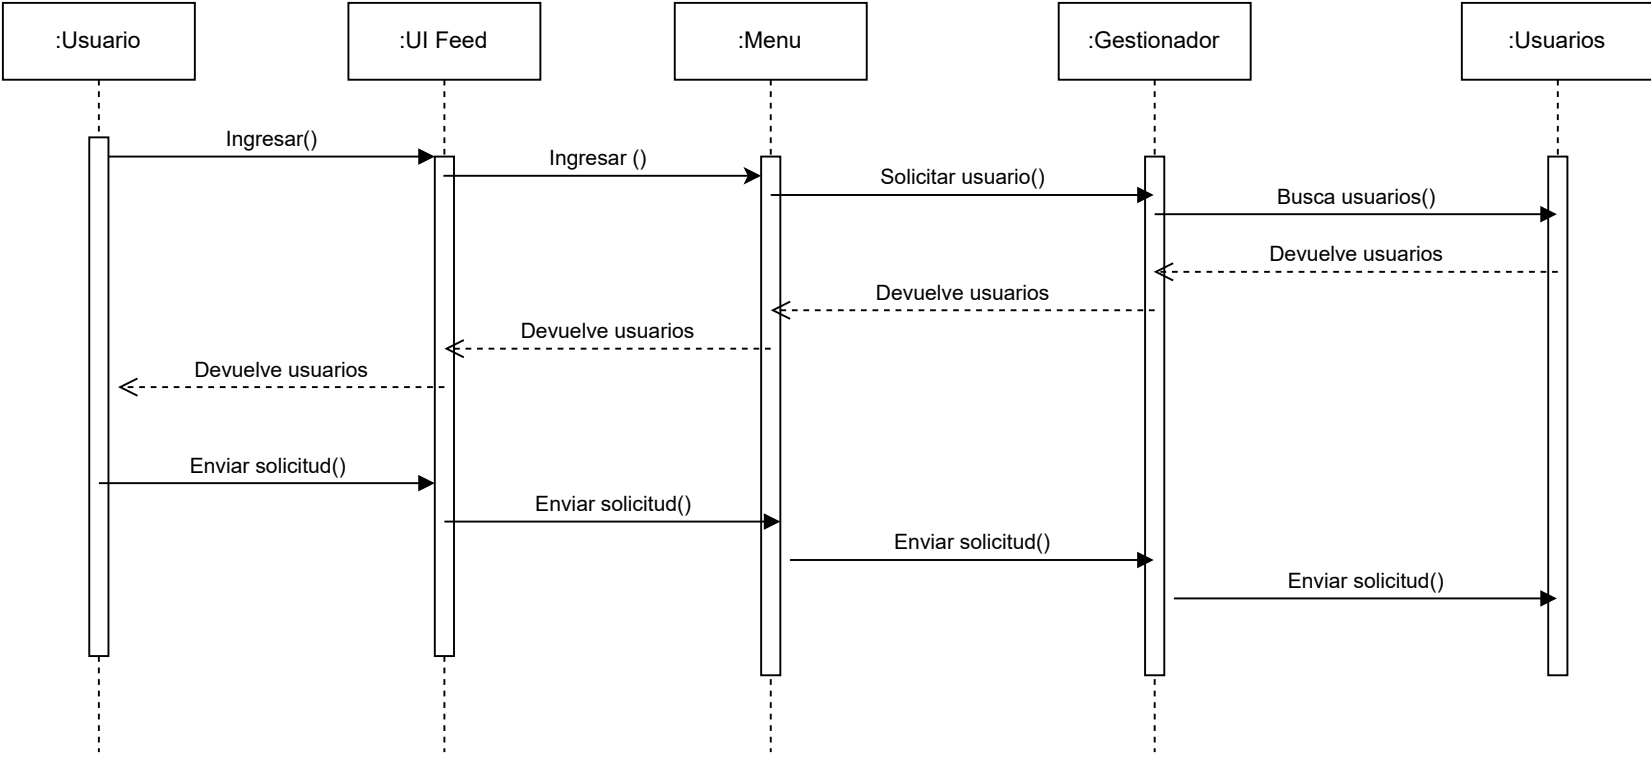 :Usuario
:UI Feed
:Menu
:Gestionador
:Usuarios
Ingresar()
Ingresar ()
Solicitar usuario()
Busca usuarios()
Devuelve usuarios
Devuelve usuarios
Devuelve usuarios
Devuelve usuarios
Enviar solicitud()
Enviar solicitud()
Enviar solicitud()
Enviar solicitud()